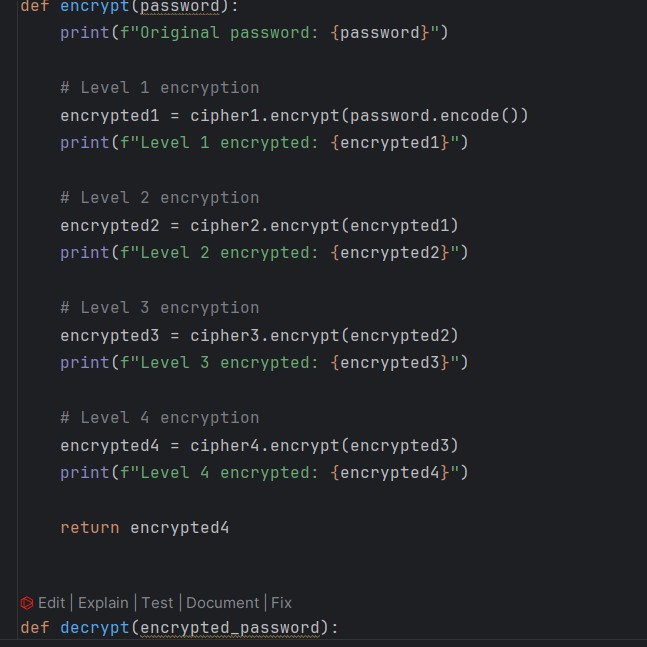 def encrypt(password):
    print(f"Original password: {password}")

    # Level 1 encryption
    encrypted1 = cipher1.encrypt(password.encode())
    print(f"Level 1 encrypted: {encrypted1}")

    # Level 2 encryption
    encrypted2 = cipher2.encrypt(encrypted1)
    print(f"Level 2 encrypted: {encrypted2}")

    # Level 3 encryption
    encrypted3 = cipher3.encrypt(encrypted2)
    print(f"Level 3 encrypted: {encrypted3}")

    # Level 4 encryption
    encrypted4 = cipher4.encrypt(encrypted3)
    print(f"Level 4 encrypted: {encrypted4}")

    return encrypted4

Edit | Explain | Test | Document | Fix
def decrypt(encrypted_password):